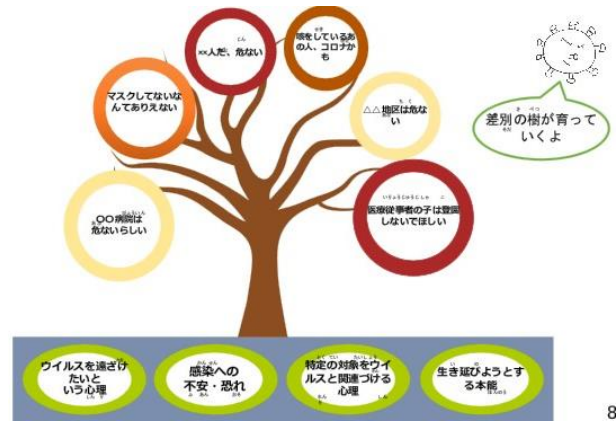 ××人だ、危ない
咳をしているあ
の人、コロナか
も
マスクしてないな
んてありえない
△△地区は危な
い
差別の樹が育って
いくよ
〇〇病院は
危ないらしい
医療従事者の子は登園
しないでほしい
ウイルスを遠ざけ
たいと
いう心理
感染への
不安・恐れ
特定の対象をウイ
ルスと関連づける
心理
生き延びようとす
る本能
8